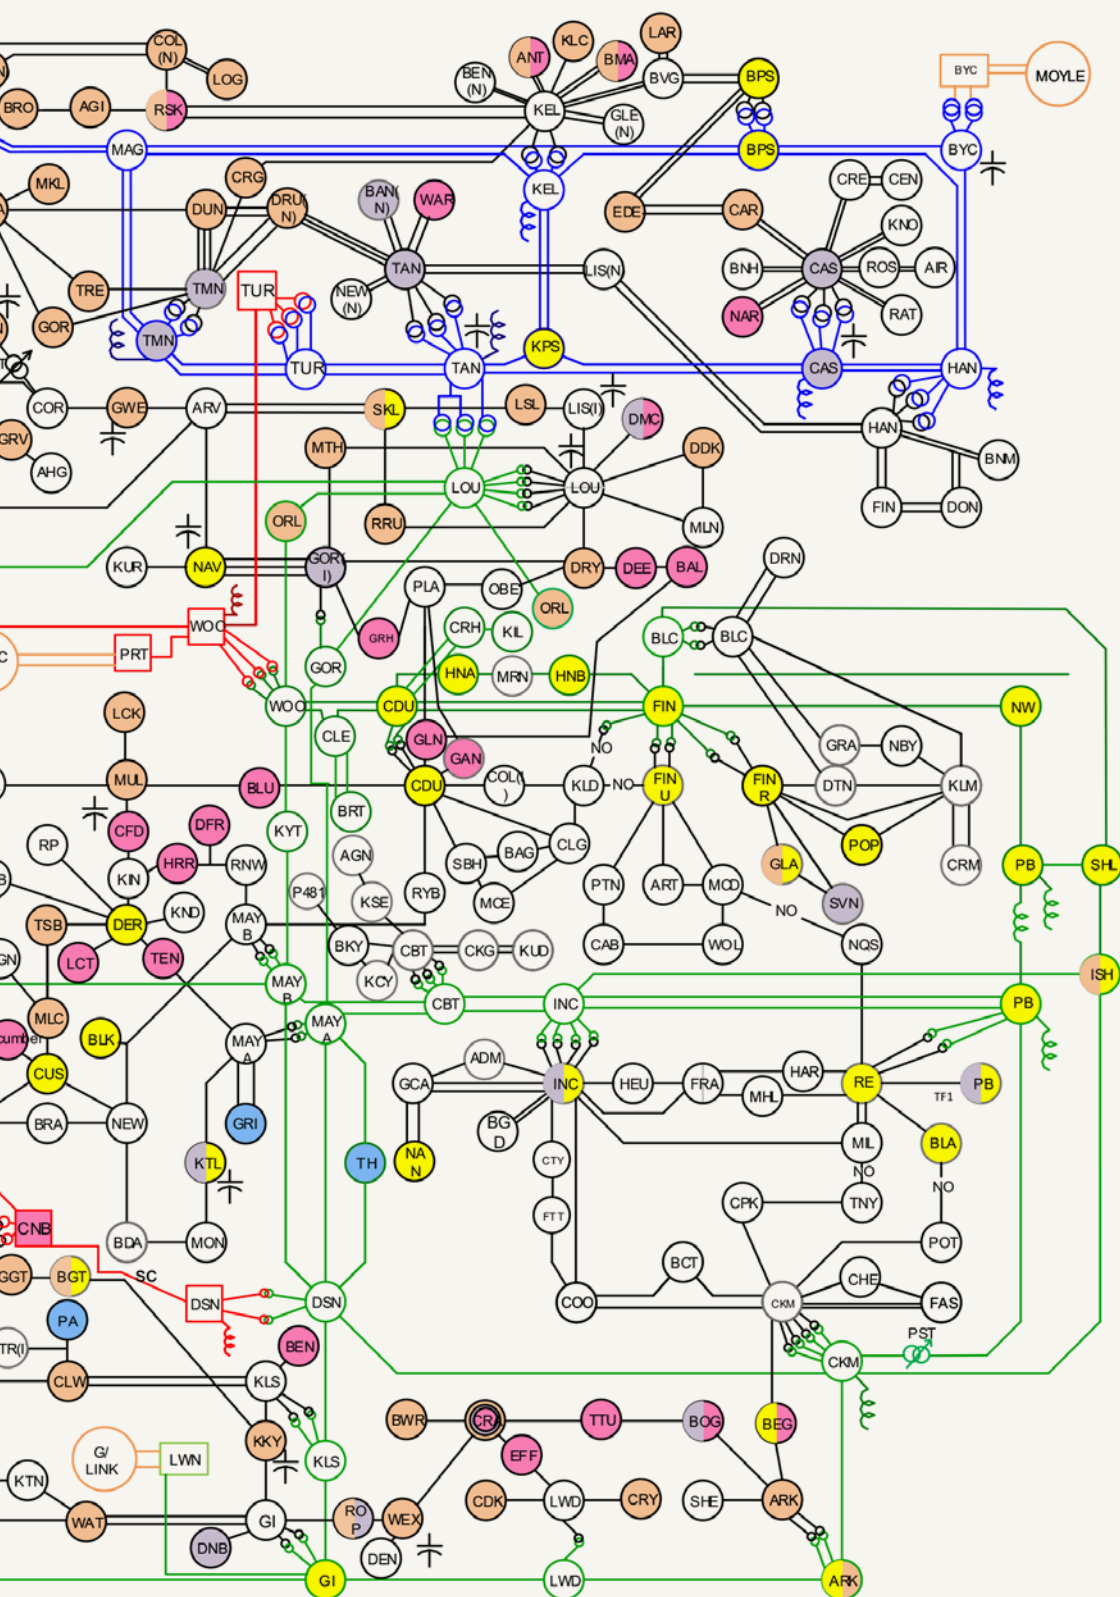 COL
(N)
LOG
BRO
AGI
RSK
BEN
(N)
ANT
KLC
BMA
LAR
BVG
BPS
KEL
GLE
(N)
BYC
MOYLE
MAG
BPS
BYC
MKL
CRG
DUN
DRU(
N)
BAN(
N)
WAR
KEL
EDE
CAR
CRE
CEN
KNO
TRE
TMN
TUR
TAN
NEW
(N)
LIS(N
BNH
CAS
ROS
AIR
NAR
RAT
GOR
TMN
TUR
TAN
KPS
CAS
HAN
COR
GWE
ARV
SKL
LSL
LIS(I)
DMC
HAN
GRV
AHG
MTH
DDK
BNM
LOU
LOU
FIN
DON
ORL
RRU
MLN
KUR
NAV
GOR(
I)
PLA
OBE
DRY
DEE
BAL
DRN
ORL
WOO
GRH
CRH
KIL
BLC
BLC
C
PRT
GOR
HNA
MRN
HNB
LCK
WOO
CDU
FIN
NW
CLE
GLN
GAN
NO
GRA
NBY
MUL
BLU
CDU
COL(I
)
KLD
NO
FIN
U
FIN
R
DTN
KLM
BRT
CFD
DFR
KYT
RP
AGN
SBH
BAG
CLG
POP
KIN
HRR
RNW
GLA
CRM
PB
SHL
P481
KSE
RYB
MCE
PTN
ART
MCD
SVN
TSB
DER
KND
MAY
B
NO
BKY
CBT
CKG
KUD
CAB
WOL
NQS
GN
LCT
TEN
KCY
ISH
MAY
B
CBT
INC
PB
MLC
MAY
A
cumber
BLK
MAY
A
CUS
ADM
GCA
INC
HEU
FRA
HAR
MHL
RE
TF1
PB
BRA
NEW
GRI
BG
D
MIL
BLA
KTL
TH
NA
N
CTY
NO
NO
CNB
FTT
CPK
TNY
BDA
MON
POT
GGT
BGT
SC
BCT
CHE
DSN
DSN
COO
CKM
FAS
PA
TR(I
BEN
PST
CKM
CLW
KLS
BWR
CRA
TTU
BOG
BEG
KKY
EFF
G/
LINK
LWN
KLS
KTN
CDK
LWD
CRY
SHE
ARK
WAT
GI
RO
P
WEX
DNB
DEN
GI
LWD
ARK